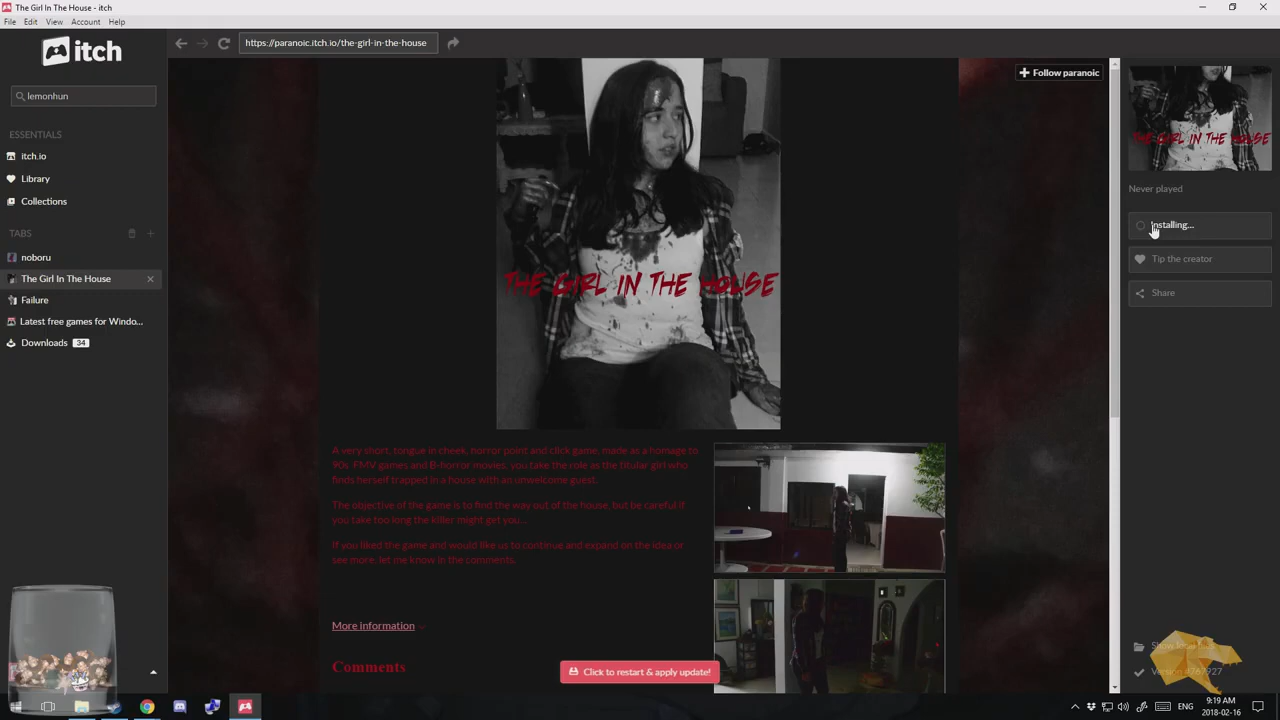 The Girl In The House - itch
File Edit View Account Help
itch
https://paranoic.itch.io/the-girl-in-the-house
lemonhun
ESSENTIALS
itch.io
Library
Collections
TABS
noboru
The Girl In The House
Failure
Latest free games for Windo...
Downloads 34
THE GIRL IN THE HOUSE
A very short, tongue in cheek, horror point and click game, made as a homage to
90s FMV games and B-horror movies, you take the role as the titular girl who
finds herself trapped in a house with an unwelcome guest.
The objective of the game is to find the way out of the house, but be careful if
you take too long the killer might get you...
If you liked the game and would like us to continue and expand on the idea or
see more, let me know in the comments.
More information
Comments
Click to restart & apply update!
Follow paranoic
THE GIRL IN THE HOUSE
Never played
Installing...
Tip the creator
Share
Show local files
ENG
9:19 AM
2018-02-16